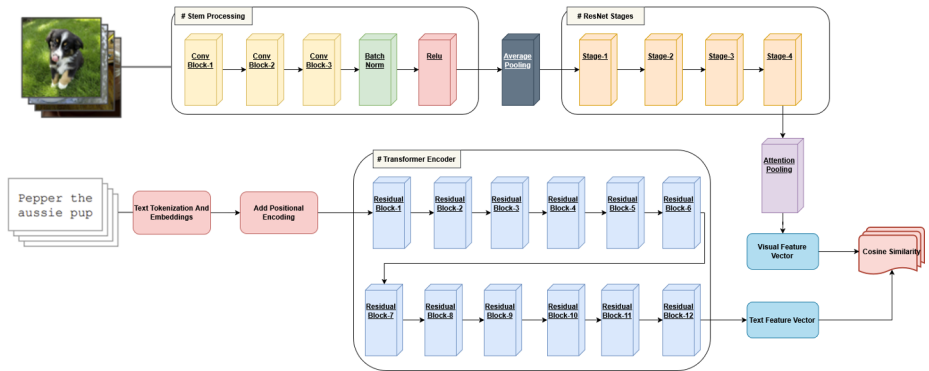 # Stem Processing
# ResNet Stages
Conv
Block-1
Conv
Block-2
Conv
Block-3
Batch
Norm
Relu
Average
Pooling
Stage-1
Stage-2
Stage-3
Stage-4
Attention
Pooling
# Transformer Encoder
Pepper the
aussie pup
Text Tokenization And
Embeddings
Add Positional
Encoding
Residual
Block-1
Residual
Block-2
Residual
Block-3
Residual
Block-4
Residual
Block-5
Residual
Block-6
Visual Feature
Vector
Cosine Similarity
Residual
Block-7
Residual
Block-8
Residual
Block-9
Residual
Block-10
Residual
Block-11
Residual
Block-12
Text Feature Vector